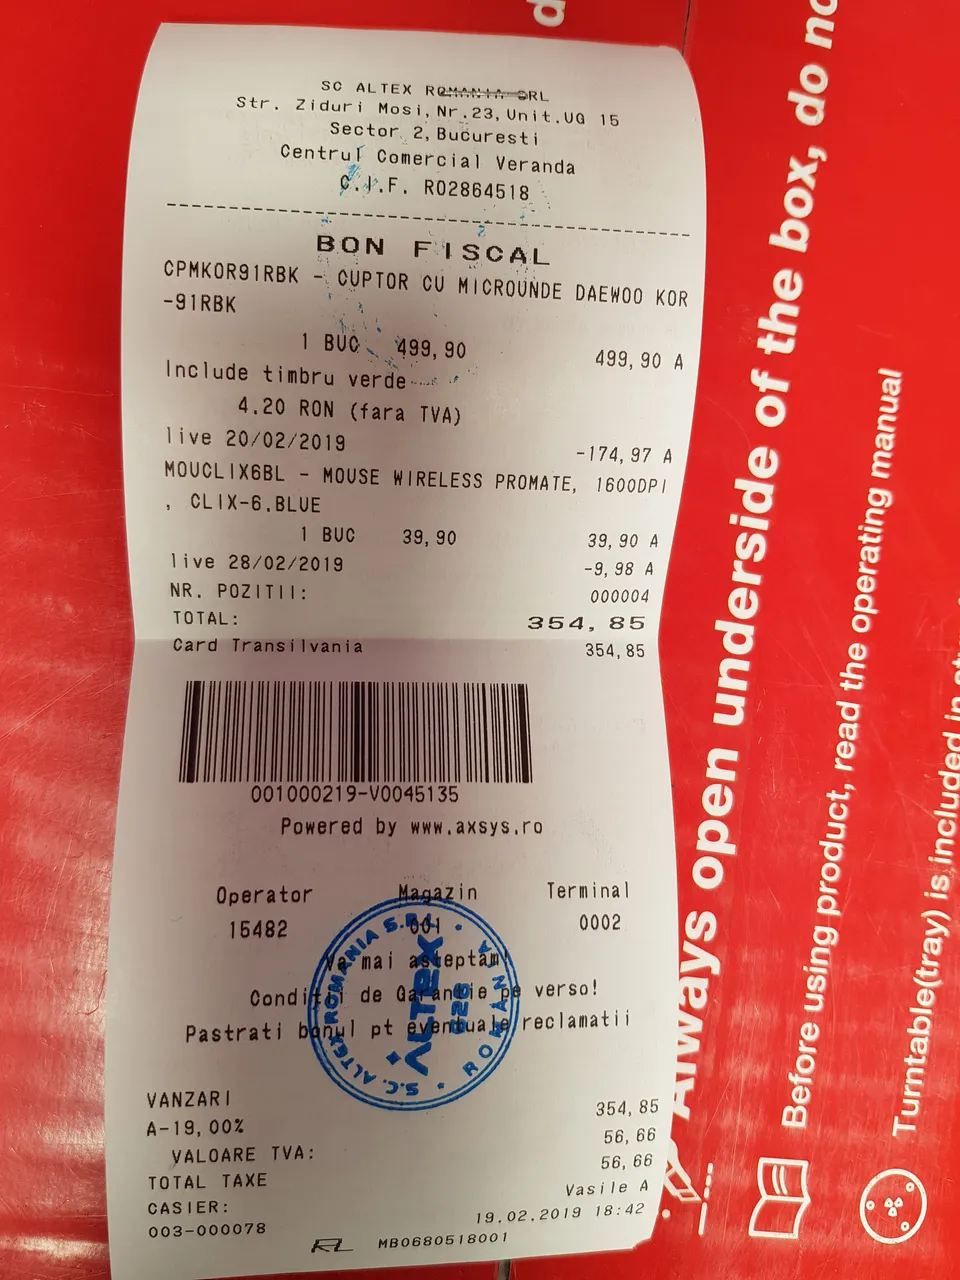 SC ALTEX ROMANIA SRL
Str. Ziduri Mosi,Nr.23,Unit.UG 15
Sector 2,Bucuresti
Centrul Comercial Veranda
C.I.F. RO2864518
BON FISCAL
CPMKOR91RBK - CUPTOR CU MICROUNDE DAEWOO KOR
-91RBK
1 BUC 499,90 499,90 A
Include timbru verde
4.20 RON (fara TVA)
live 20/02/2019 -174,97 A
MOUCLIX6BL - MOUSE WIRELESS PROMATE, 1600DPI
, CLIX-6.BLUE
1 BUC 39,90 39,90 A
live 28/02/2019 -9,98 A
NR. POZITII: 000004
TOTAL: 354,85
Card Transilvania 354,85
001000219-V0045135
Powered by www.axsys.ro
Operator Magazin Terminal
15482 001 0002
Va mai asteptam!
Conditii de Garantie pe verso!
Pastrati bonul pt eventuale reclamatii
S.C. ALTEX ROMANIA S.R.L.
ALTEX
028
ROMANIA
VANZARI 354,85
A-19,00% 56,66
VALOARE TVA: 56,66
TOTAL TAXE
CASIER: Vasile A
003-000078 19.02.2019 18:42
MB0680518001
Always open underside of the box, do no
Before using product, read the operating manual
Turntable(tray) is included in